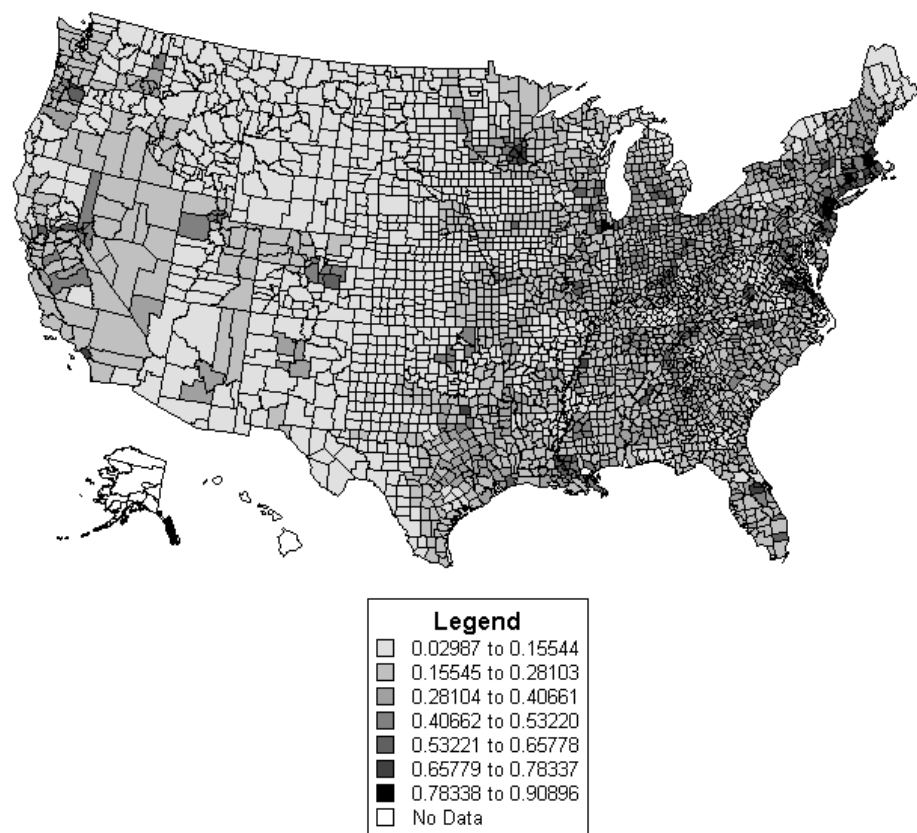 Legend
0.02987 to 0.15544
0.15545 to 0.28103
0.28104 to 0.40661
0.40662 to 0.53220
0.53221 to 0.65778
0.65779 to 0.78337
0.78338 to 0.90896
No Data